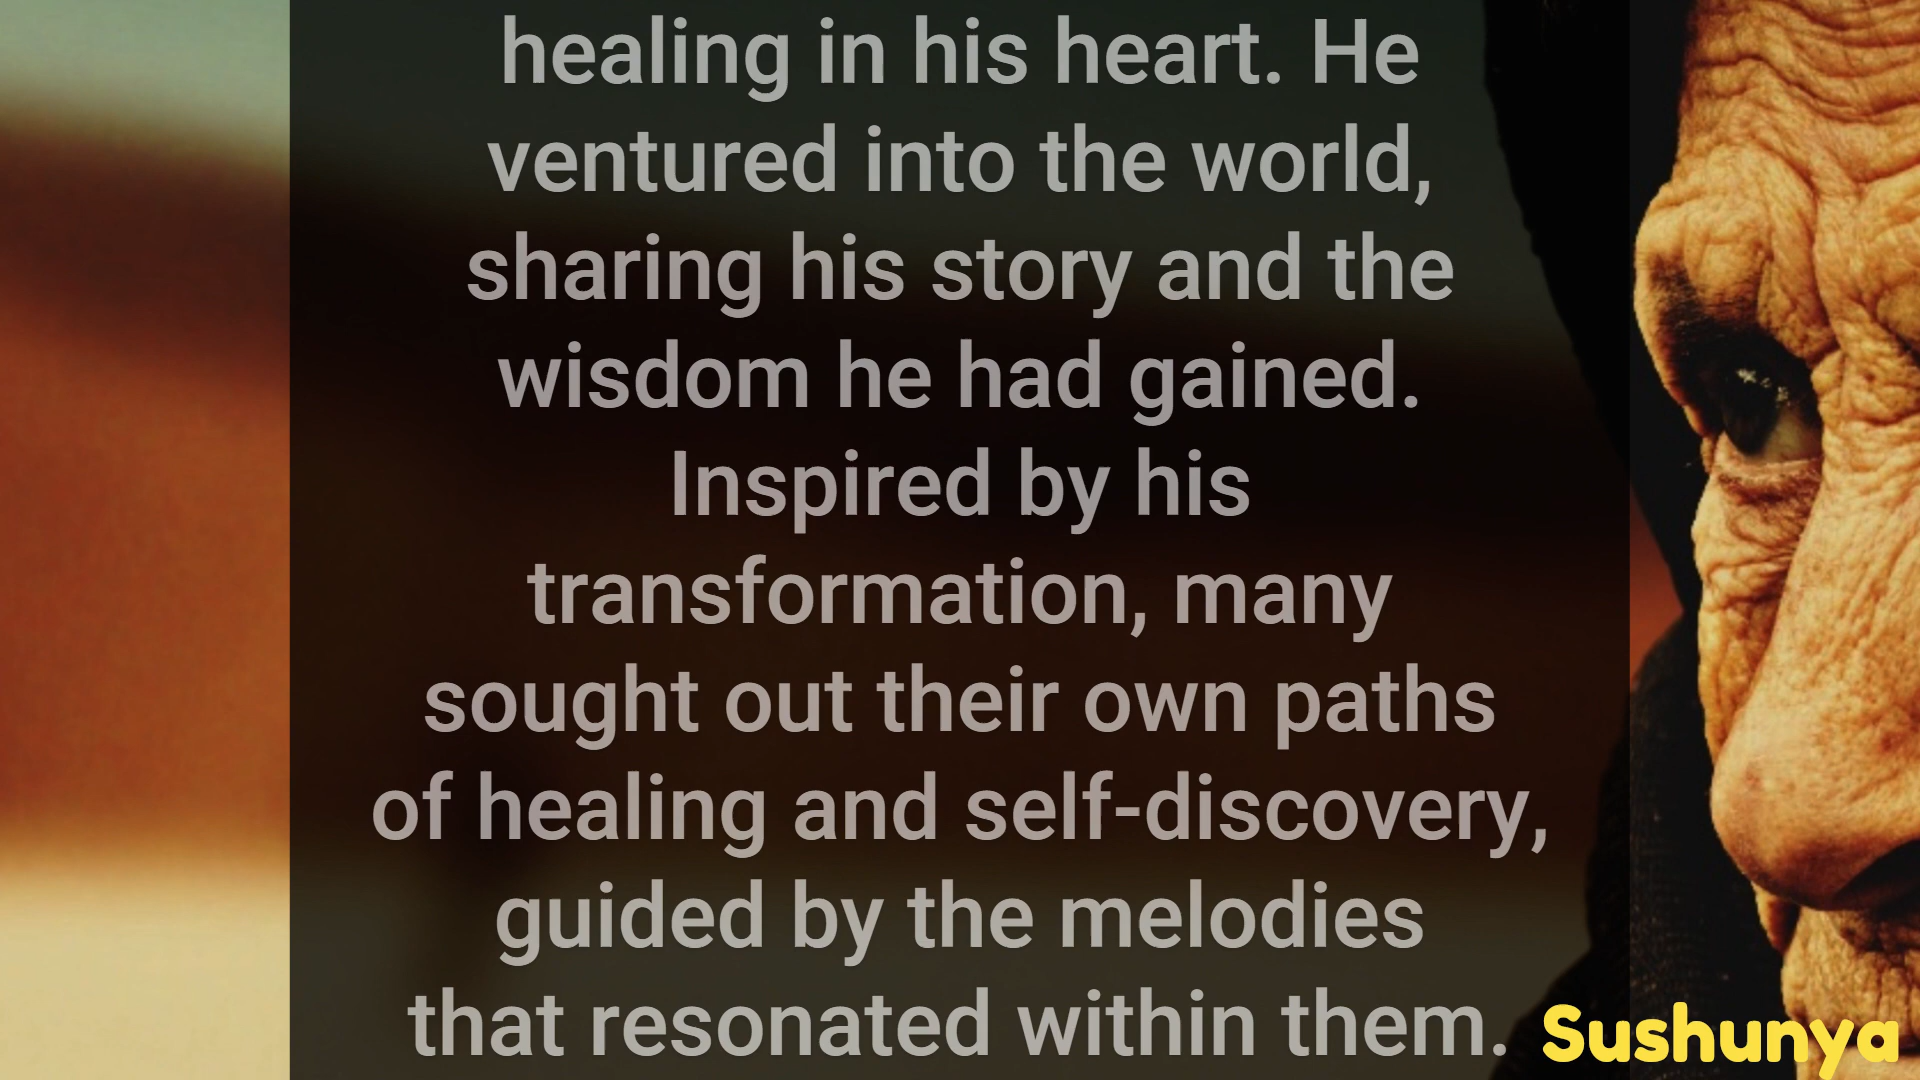 healing in his heart. He
ventured into the world,
sharing his story and the
wisdom he had gained.
Inspired by his
transformation, many
sought out their own paths
of healing and self-discovery,
guided by the melodies
that resonated within them.
Sushunya